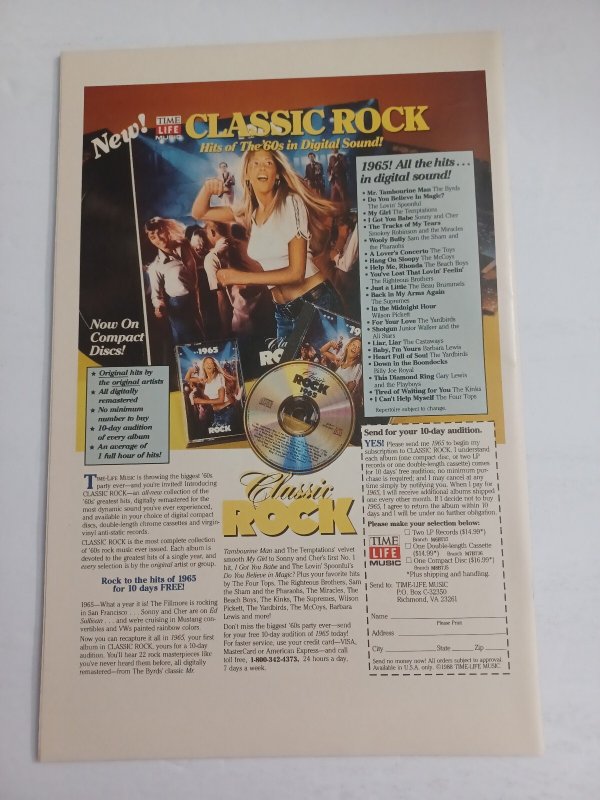 New!
TIME
LIFE
MUSIC
CLASSIC ROCK
Hits of The '60s in Digital Sound!
1965! All the hits . . .
in digital sound!
• Mr. Tambourine Man The Byrds
• Do You Believe In Magic?
The Lovin' Spoonful
• My Girl The Temptations
• I Got You Babe Sonny and Cher
• The Tracks of My Tears
Smokey Robinson and the Miracles
• Wooly Bully Sam the Sham and
the Pharaohs
• A Lover's Concerto The Toys
• Hang On Sloopy The McCoys
• Help Me, Rhonda The Beach Boys
• You've Lost That Lovin' Feelin'
The Righteous Brothers
• Just a Little The Beau Brummels
• Back in My Arms Again
The Supremes
• In the Midnight Hour
Wilson Pickett
• For Your Love The Yardbirds
• Shotgun Junior Walker and the
All Stars
• Liar, Liar The Castaways
• Baby, I'm Yours Barbara Lewis
• Heart Full of Soul The Yardbirds
• Down in the Boondocks
Billy Joe Royal
• This Diamond Ring Gary Lewis
and the Playboys
• Tired of Waiting for You The Kinks
• I Can't Help Myself The Four Tops
Repertoire subject to change.
Now On
Compact
Discs!
★ Original hits by
the original artists
★ All digitally
remastered
★ No minimum
number to buy
★ 10-day audition
of every album
★ An average of
1 full hour of hits!
1965
Classic
ROCK
Classic
ROCK
1965
Classic
ROCK
TIME-LIFE MUSIC is throwing the biggest '60s
party ever—and you're invited! Introducing
CLASSIC ROCK—an all-new collection of the
'60s' greatest hits, digitally remastered for the
most dynamic sound you've ever experienced,
and available in your choice of digital compact
discs, double-length chrome cassettes and virgin-
vinyl anti-static records.
CLASSIC ROCK is the most complete collection
of '60s rock music ever issued. Each album is
devoted to the greatest hits of a single year, and
every selection is by the original artist or group.
Rock to the hits of 1965
for 10 days FREE!
1965—What a year it is! The Fillmore is rocking
in San Francisco . . . Sonny and Cher are on Ed
Sullivan . . . and we're cruising in Mustang con-
vertibles and VWs painted rainbow colors.
Now you can recapture it all in 1965, your first
album in CLASSIC ROCK, yours for a 10-day
audition. You'll hear 22 rock masterpieces like
you've never heard them before, all digitally
remastered—from The Byrds' classic Mr.
Tambourine Man and The Temptations' velvet
smooth My Girl to Sonny and Cher's first No. 1
hit, I Got You Babe and The Lovin' Spoonful's
Do You Believe in Magic? Plus your favorite hits
by The Four Tops, The Righteous Brothers, Sam
The Sham and the Pharaohs, The Miracles, The
Beach Boys, The Kinks, The Supremes, Wilson
Pickett, The Yardbirds, The McCoys, Barbara
Lewis and more!
Don't miss the biggest '60s party ever—send
for your free 10-day audition of 1965 today!
For faster service, use your credit card—VISA,
MasterCard or American Express—and call
toll free, 1-800-342-4373, 24 hours a day,
7 days a week.
Send for your 10-day audition.
YES! Please send me 1965 to begin my
subscription to CLASSIC ROCK. I understand
each album (one compact disc, or two LP
records or one double-length cassette) comes
for 10 days' free audition; no minimum pur-
chase is required; and I may cancel at any
time simply by notifying you. When I pay for
1965, I will receive additional albums shipped
one every other month. If I do not need to buy
1965, I agree to return the album within 10
days and I will be under no further obligation.
Please make your selection below:
TIME
LIFE
MUSIC
Two LP Records ($14.99*)
Branch
One Double-length Cassette
($14.99*) Branch
One Compact Disc ($16.99*)
Branch
*Plus shipping and handling.
Send to: TIME-LIFE MUSIC
P.O. Box C-32350
Richmond, VA 23261
Name
Please Print
Address
City State Zip
Send no money now! All orders subject to approval.
Available in U.S.A. only. ©1988 TIME-LIFE MUSIC